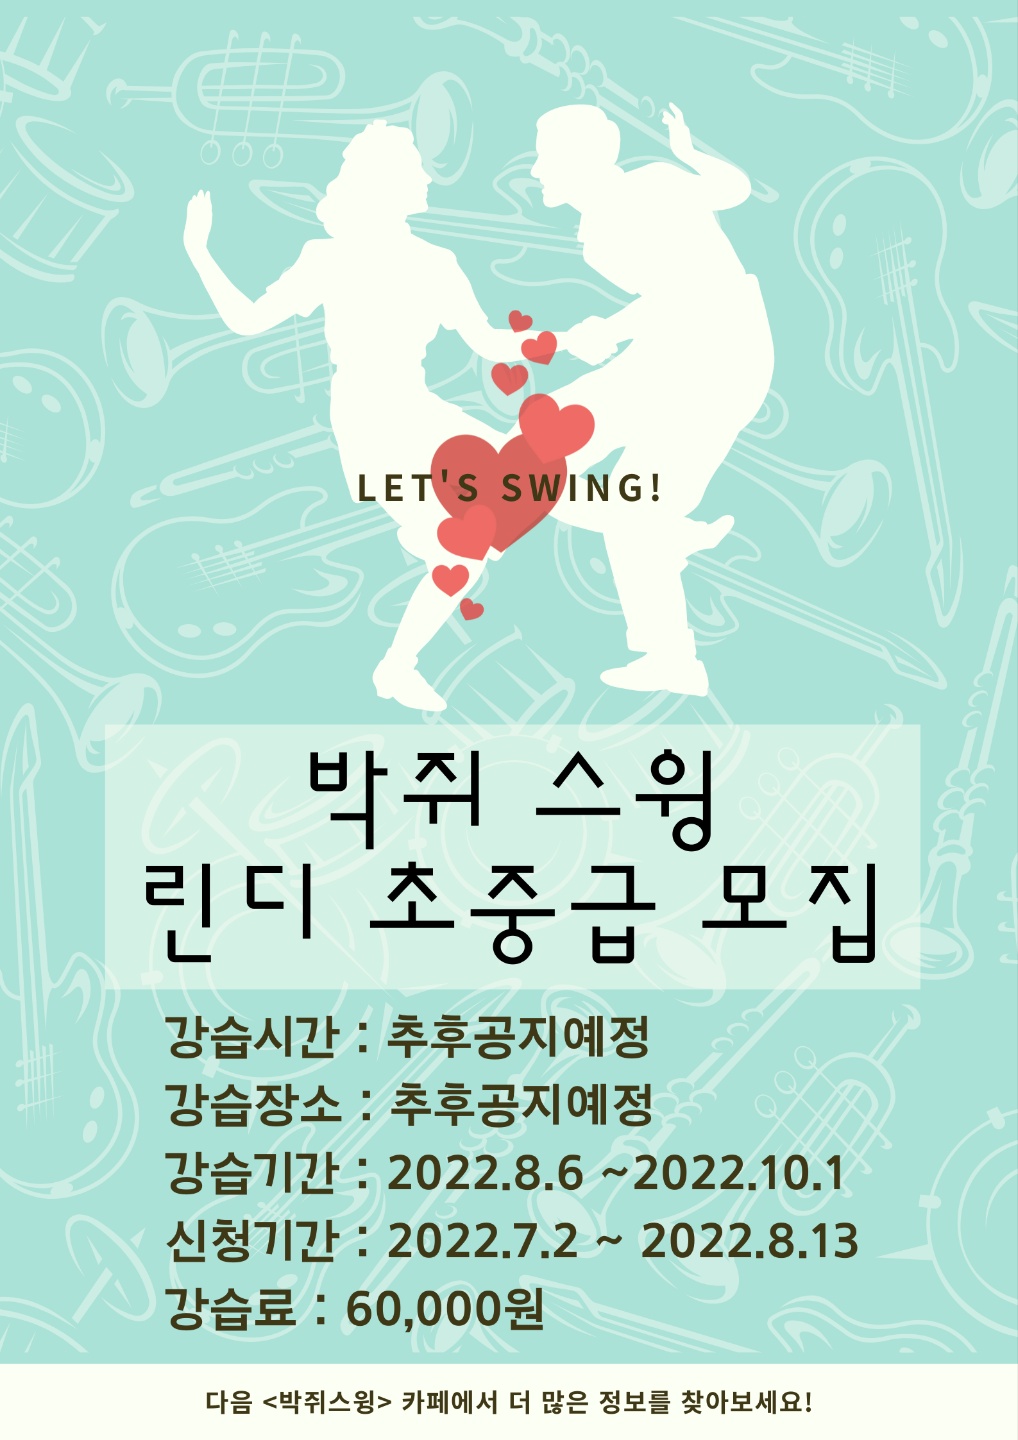 LET'S SWING!
박쥐 스윙
린디 초중급 모집
강습시간 : 추후공지예정
강습장소 : 추후공지예정
강습기간 : 2022.8.6 ~2022.10.1
신청기간 : 2022.7.2 ~ 2022.8.13
강습료 : 60,000원
다음 <박쥐스윙> 카페에서 더 많은 정보를 찾아보세요!